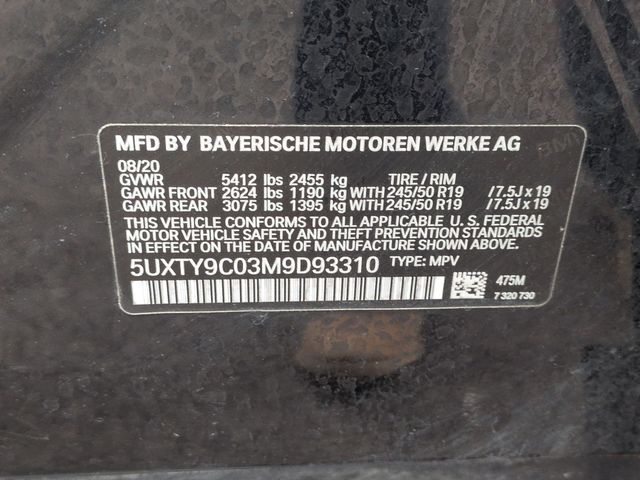 MFD BY BAYERISCHE MOTOREN WERKE AG
08/20
GVWR 5412 lbs 2455 kg TIRE / RIM
GAWR FRONT 2624 lbs 1190 kg WITH 245/50 R19 / 7.5J x 19
GAWR REAR 3075 lbs 1395 kg WITH 245/50 R19 / 7.5J x 19
THIS VEHICLE CONFORMS TO ALL APPLICABLE U. S. FEDERAL
MOTOR VEHICLE SAFETY AND THEFT PREVENTION STANDARDS
IN EFFECT ON THE DATE OF MANUFACTURE SHOWN ABOVE.
5UXTY9C03M9D93310 TYPE: MPV
475M
7 320 730
BMW